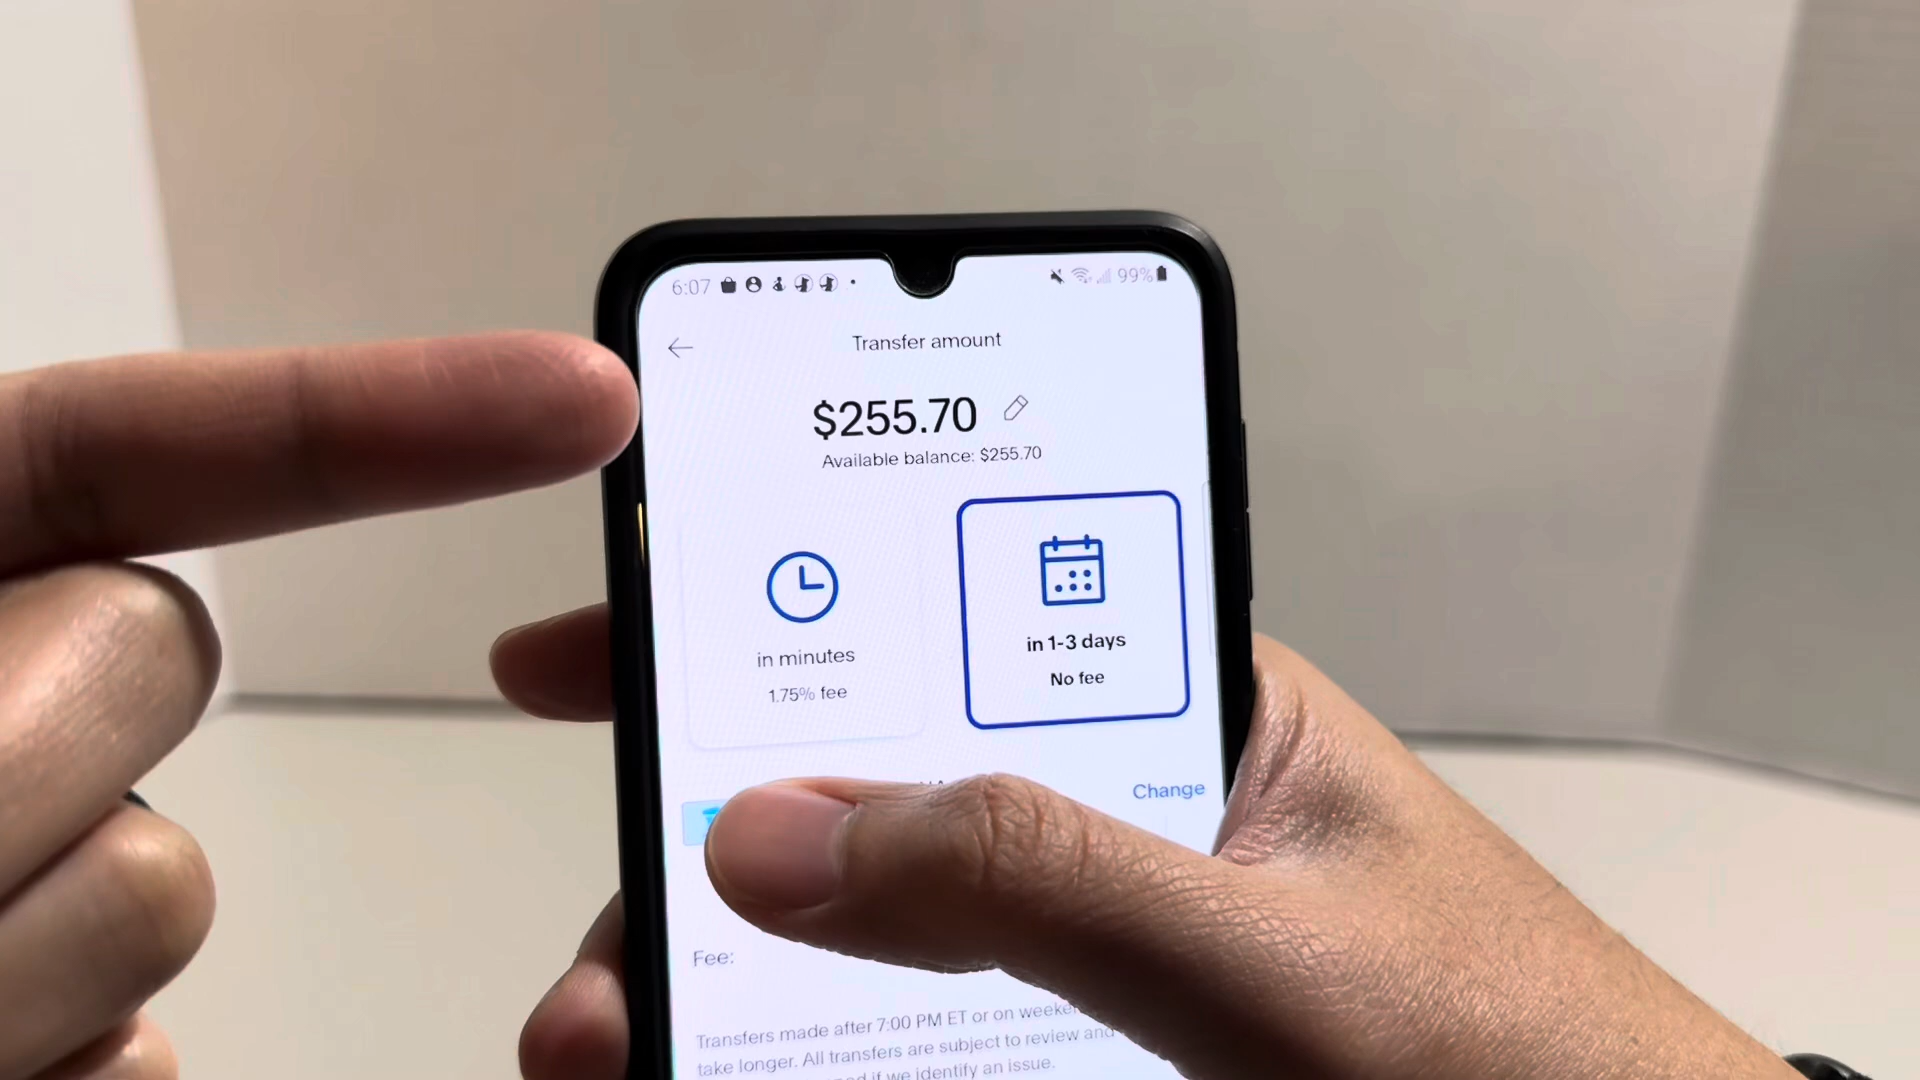 6:07
99%
Transfer amount
$255.70
Available balance: $255.70
in minutes
1.75% fee
in 1-3 days
No fee
Change
Fee:
Transfers made after 7:00 PM ET or on
take longer. All transfers are subject to review and
if we identify an issue.